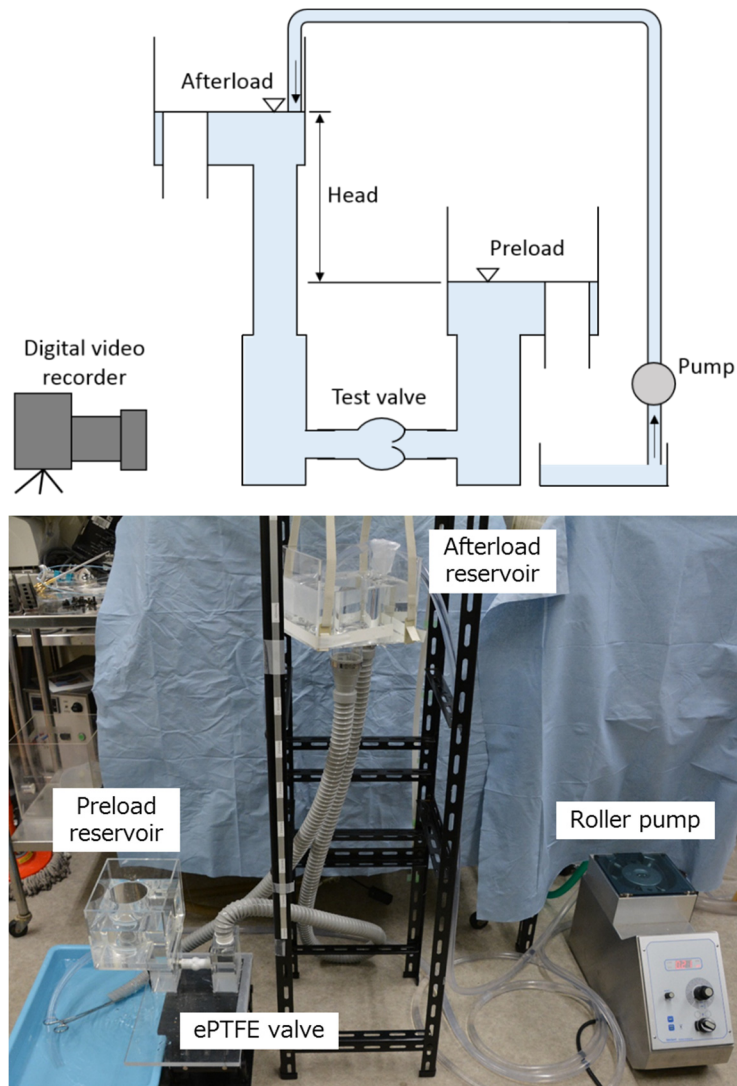 Afterload
Head
Preload
Digital video
recorder
Test valve
Pump
Afterload
reservoir
Preload
reservoir
Roller pump
ePTFE valve